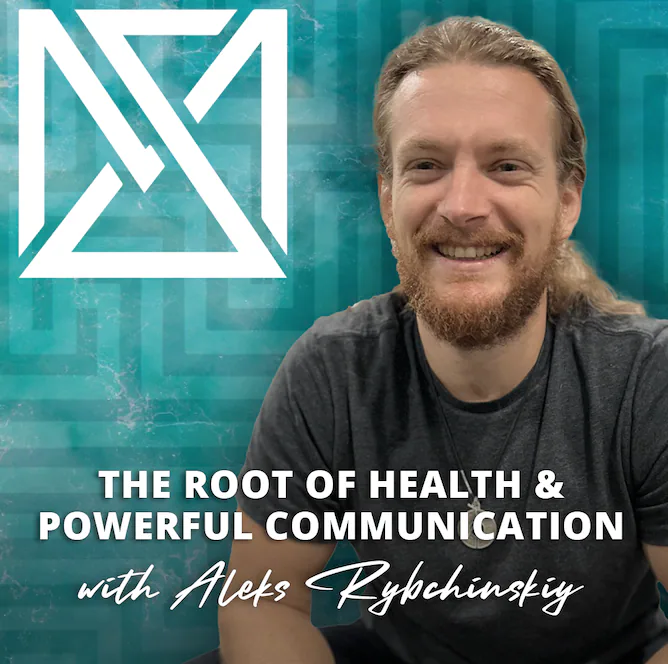 THE ROOT OF HEALTH &
POWERFUL COMMUNICATION
with Aleks Rybchinskiy